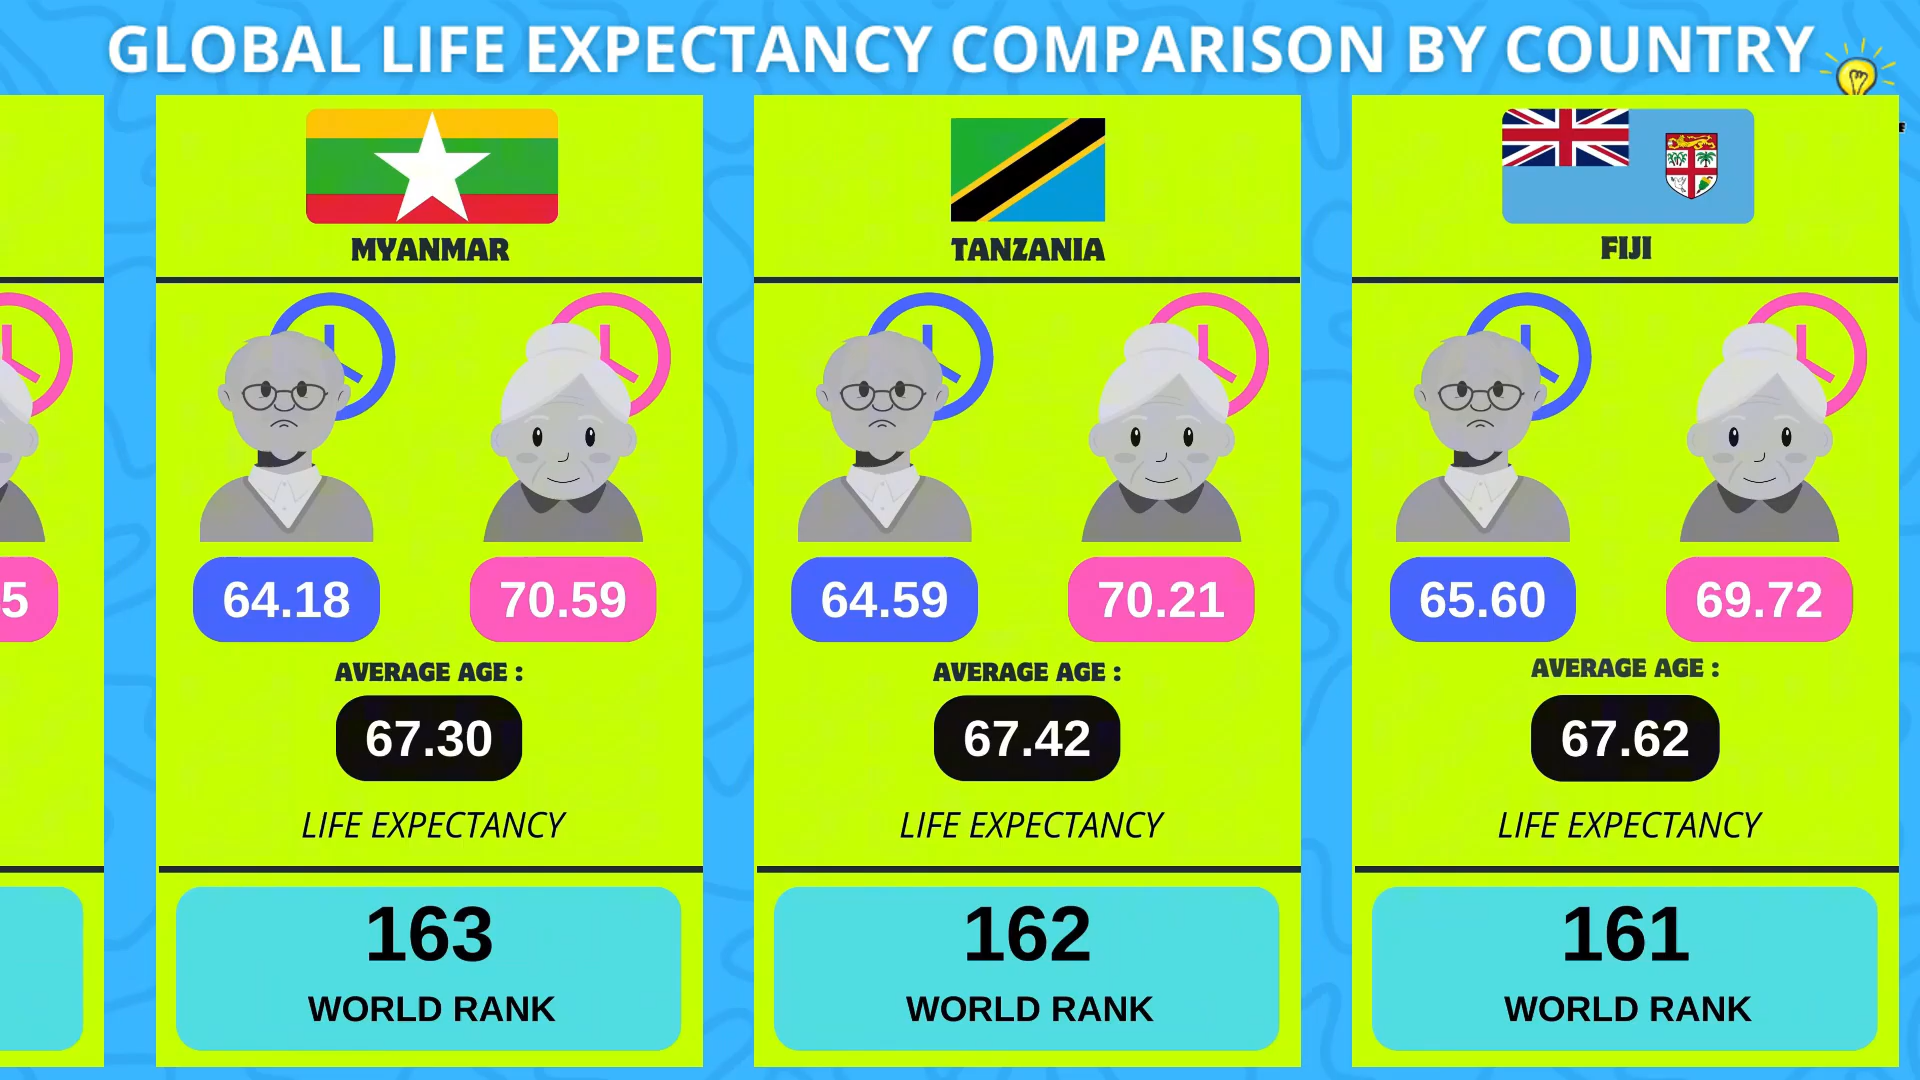 GLOBAL LIFE EXPECTANCY COMPARISON BY COUNTRY
5
MYANMAR
64.18
70.59
AVERAGE AGE :
67.30
LIFE EXPECTANCY
163
WORLD RANK
TANZANIA
64.59
70.21
AVERAGE AGE :
67.42
LIFE EXPECTANCY
162
WORLD RANK
FIJI
65.60
69.72
AVERAGE AGE :
67.62
LIFE EXPECTANCY
161
WORLD RANK